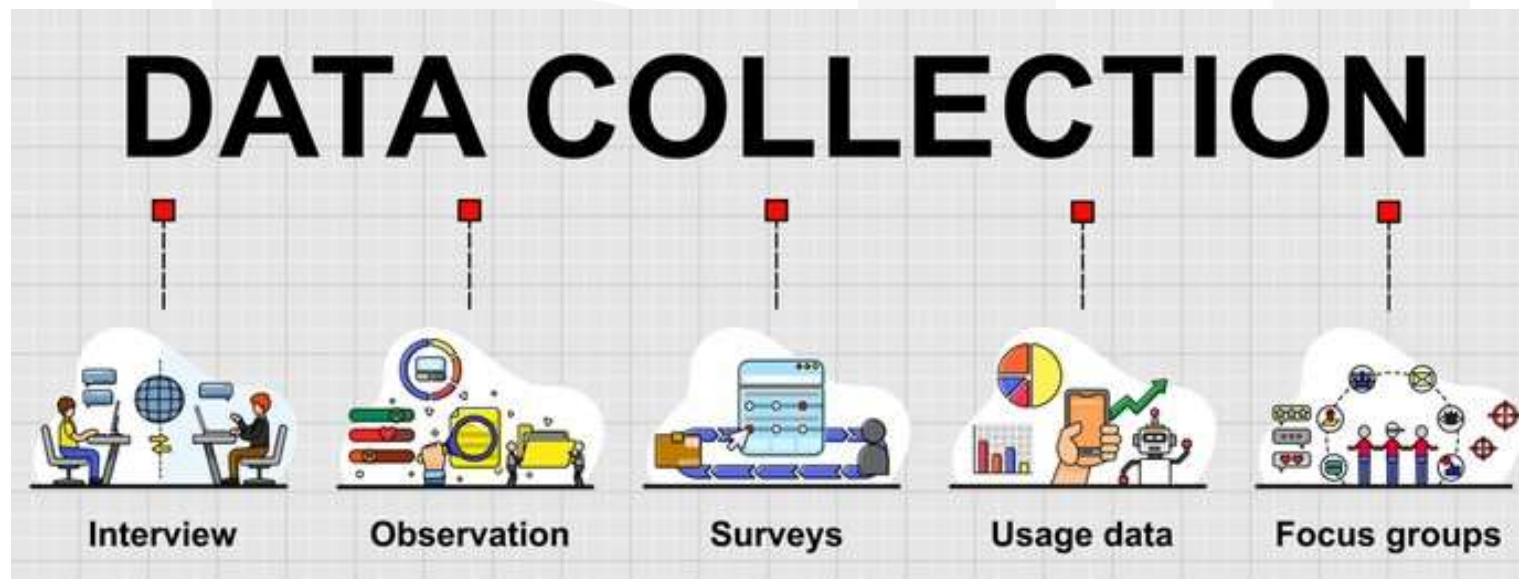 DATA COLLECTION
Interview
Observation
Surveys
Usage data
Focus groups